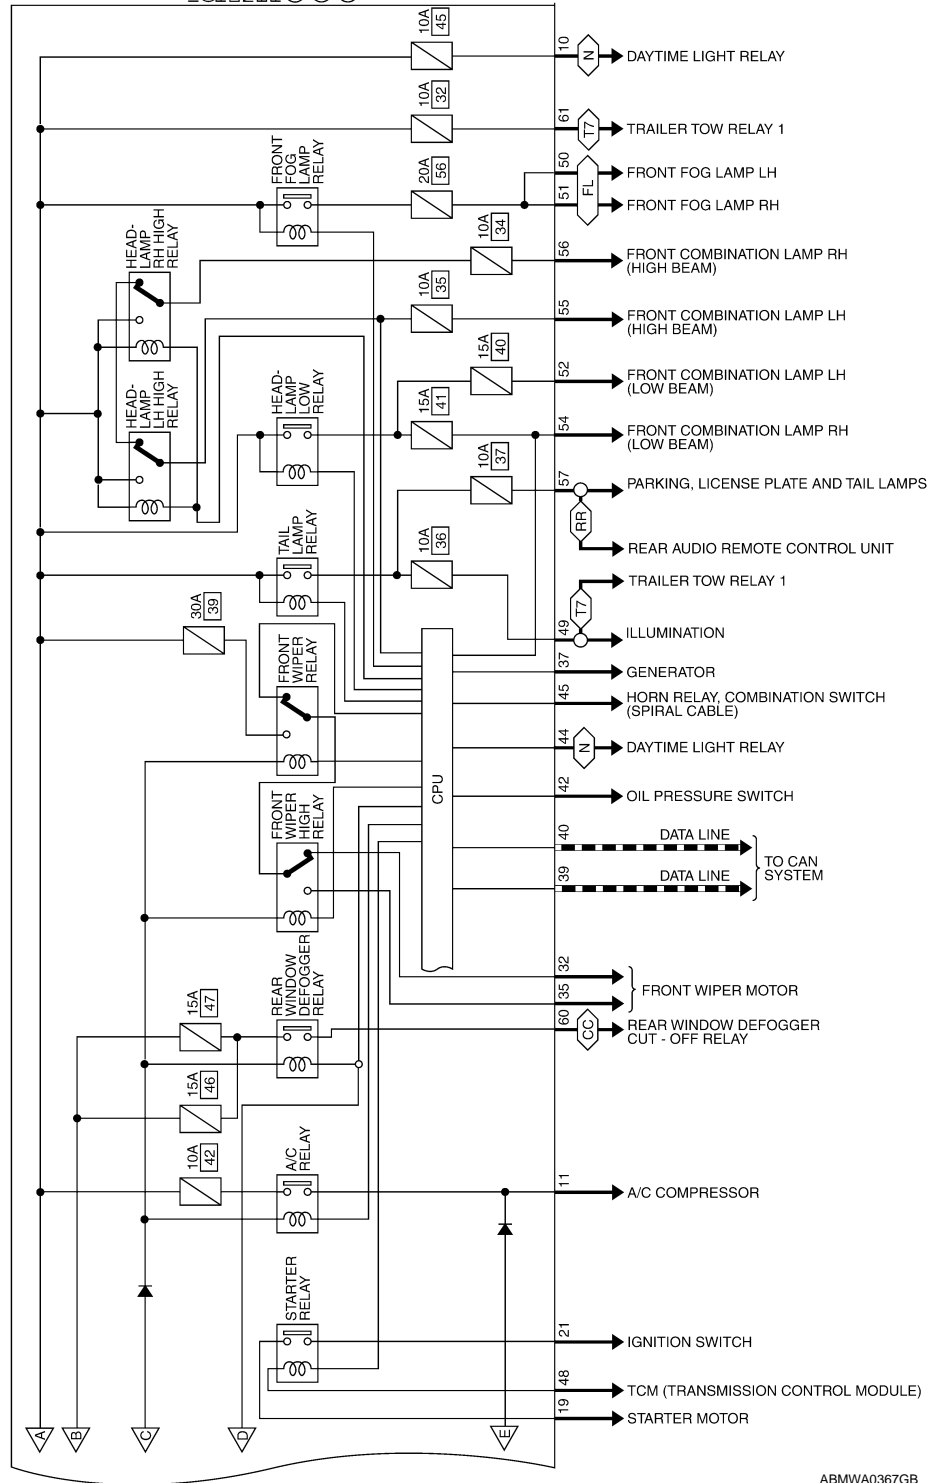 10A
45
10
N
DAYTIME LIGHT RELAY
10A
32
61
T7
TRAILER TOW RELAY 1
FRONT
FOG
LAMP
RELAY
20A
56
50
51
FL
FRONT FOG LAMP LH
FRONT FOG LAMP RH
HEAD-
LAMP
RH HIGH
RELAY
10A
34
56
FRONT COMBINATION LAMP RH
(HIGH BEAM)
10A
35
55
FRONT COMBINATION LAMP LH
(HIGH BEAM)
HEAD-
LAMP
LH HIGH
RELAY
HEAD-
LAMP
LOW
RELAY
15A
40
52
FRONT COMBINATION LAMP LH
(LOW BEAM)
15A
41
54
FRONT COMBINATION LAMP RH
(LOW BEAM)
10A
37
57
PARKING, LICENSE PLATE AND TAIL LAMPS
RR
REAR AUDIO REMOTE CONTROL UNIT
TAIL
LAMP
RELAY
10A
36
TRAILER TOW RELAY 1
T7
49
ILLUMINATION
30A
39
FRONT
WIPER
RELAY
37
GENERATOR
45
HORN RELAY, COMBINATION SWITCH
(SPIRAL CABLE)
44
N
DAYTIME LIGHT RELAY
CPU
42
OIL PRESSURE SWITCH
FRONT
WIPER
HIGH
RELAY
40
DATA LINE
39
DATA LINE
TO CAN
SYSTEM
32
35
FRONT WIPER MOTOR
REAR
WINDOW
DEFOGGER
RELAY
15A
47
60
CC
REAR WINDOW DEFOGGER
CUT - OFF RELAY
15A
46
10A
42
A/C
RELAY
11
A/C COMPRESSOR
STARTER
RELAY
21
IGNITION SWITCH
48
TCM (TRANSMISSION CONTROL MODULE)
19
STARTER MOTOR
A
B
C
D
E
ABMWA0367GB